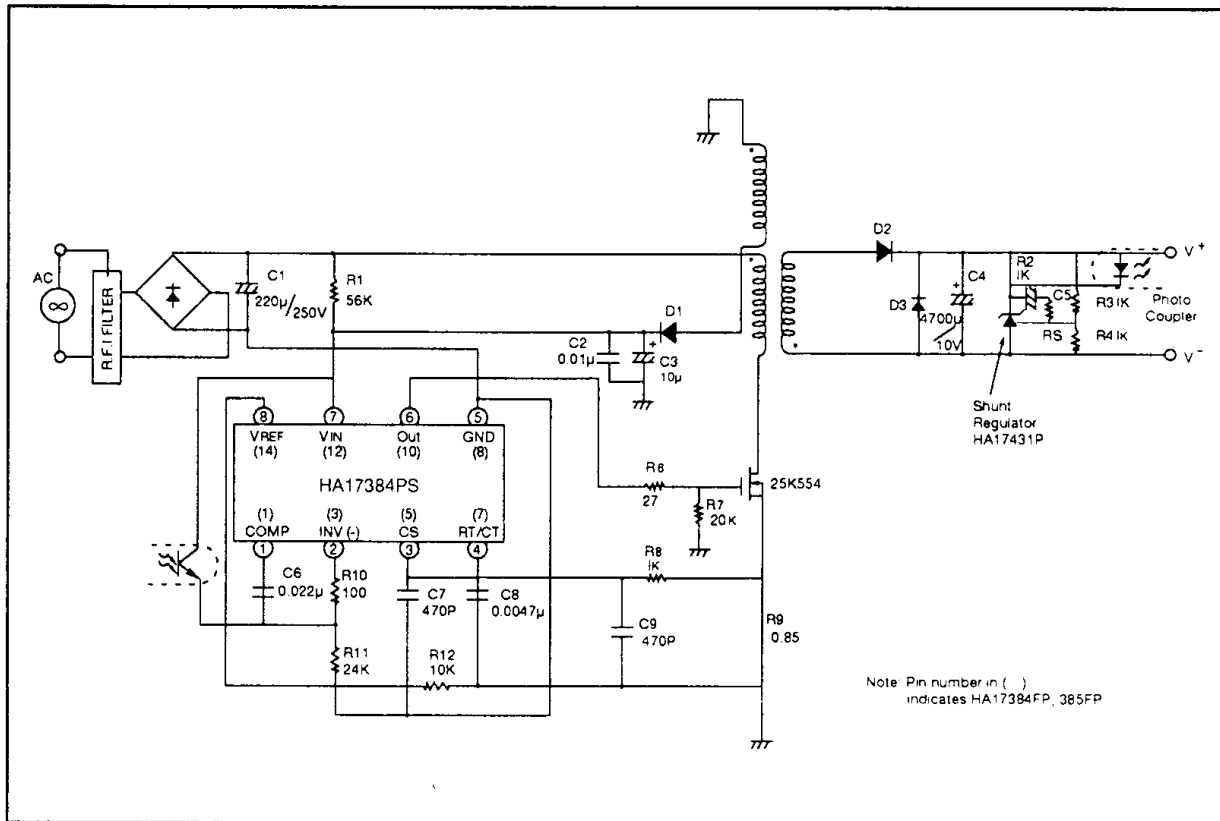 AC
R.F.I FILTER
C1
220μ/250V
R1
56K
C2
0.01μ
C3
10μ
D1
D2
D3
C4
4700μ
10V
R2
1K
C5
R3 1K
RS
R4 1K
V+
V-
Photo
Coupler
Shunt
Regulator
HA17431P
8
7
6
5
VREF
VIN
Out
GND
(14)
(12)
(10)
(8)
HA17384PS
(1)
(3)
(5)
(7)
COMP
INV (-)
CS
RT/CT
1
2
3
4
R6
27
R7
20K
25K554
R8
1K
R9
0.85
C6
0.022μ
R10
100
C7
470P
C8
0.0047μ
C9
470P
R11
24K
R12
10K
Note: Pin number in ( )
indicates HA17384FP, 385FP